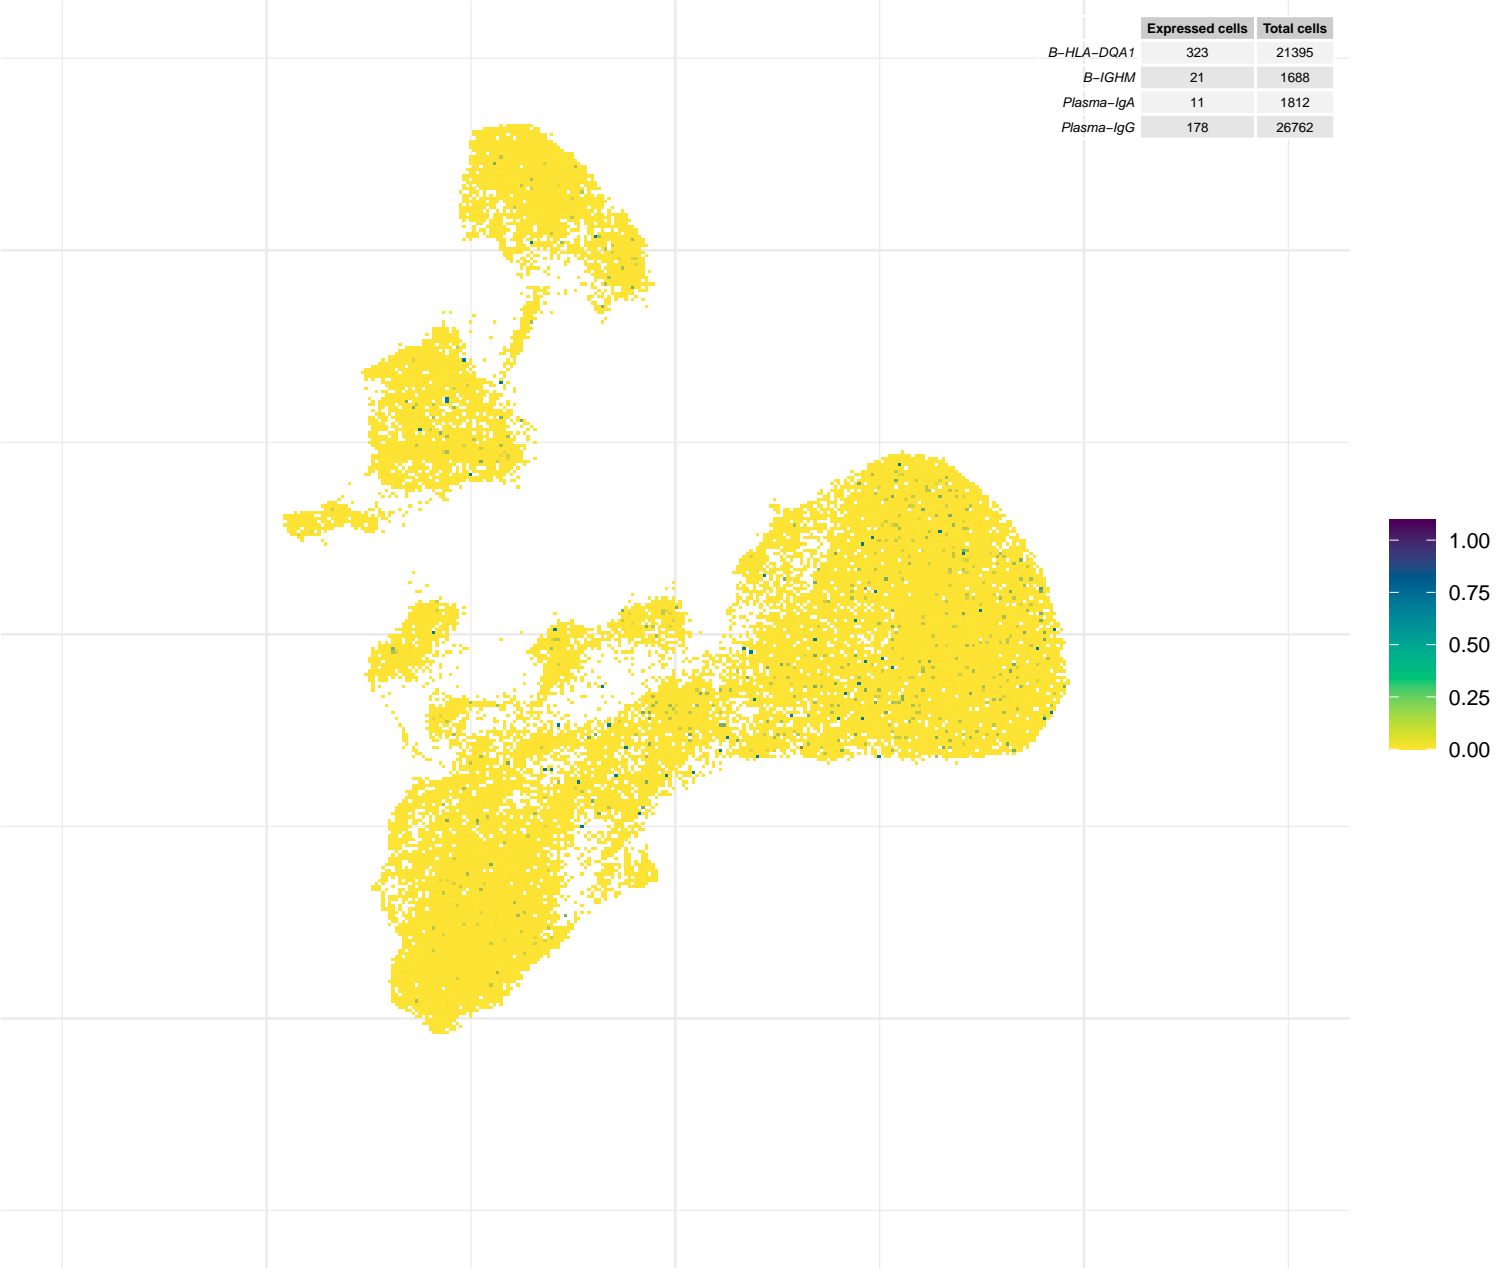 Expressed cells Total cells
B−HLA−DQA1 323 21395
B−IGHM 21 1688
Plasma−IgA 11 1812
Plasma−IgG 178 26762
1.00
0.75
0.50
0.25
0.00